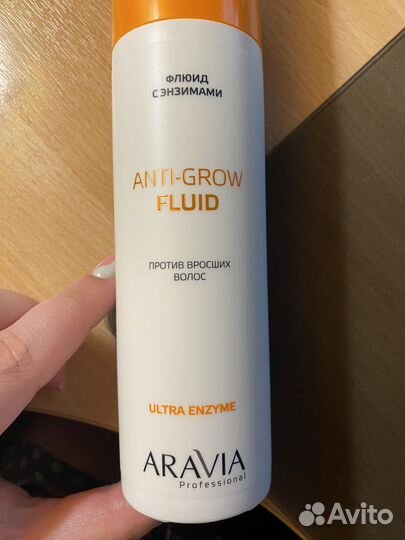 ФЛЮИД
С ЭНЗИМАМИ
ANTI-GROW
FLUID
ПРОТИВ ВРОСШИХ
ВОЛОС
ULTRA ENZYME
ARAVIA
Professional
Avito